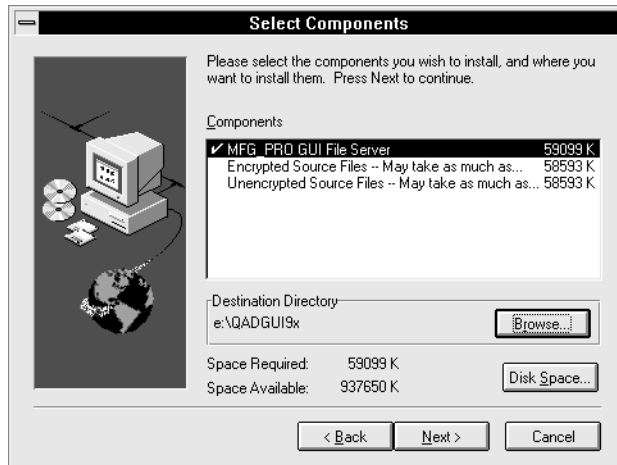 Select Components
Please select the components you wish to install, and where you
want to install them. Press Next to continue.
Components
✔ MFG_PRO GUI File Server 59099 K
Encrypted Source Files -- May take as much as... 58593 K
Unencrypted Source Files -- May take as much as... 58593 K
Destination Directory
e:\QADGUI9x
Browse...
Space Required: 59099 K
Space Available: 937650 K
Disk Space...
< Back
Next >
Cancel